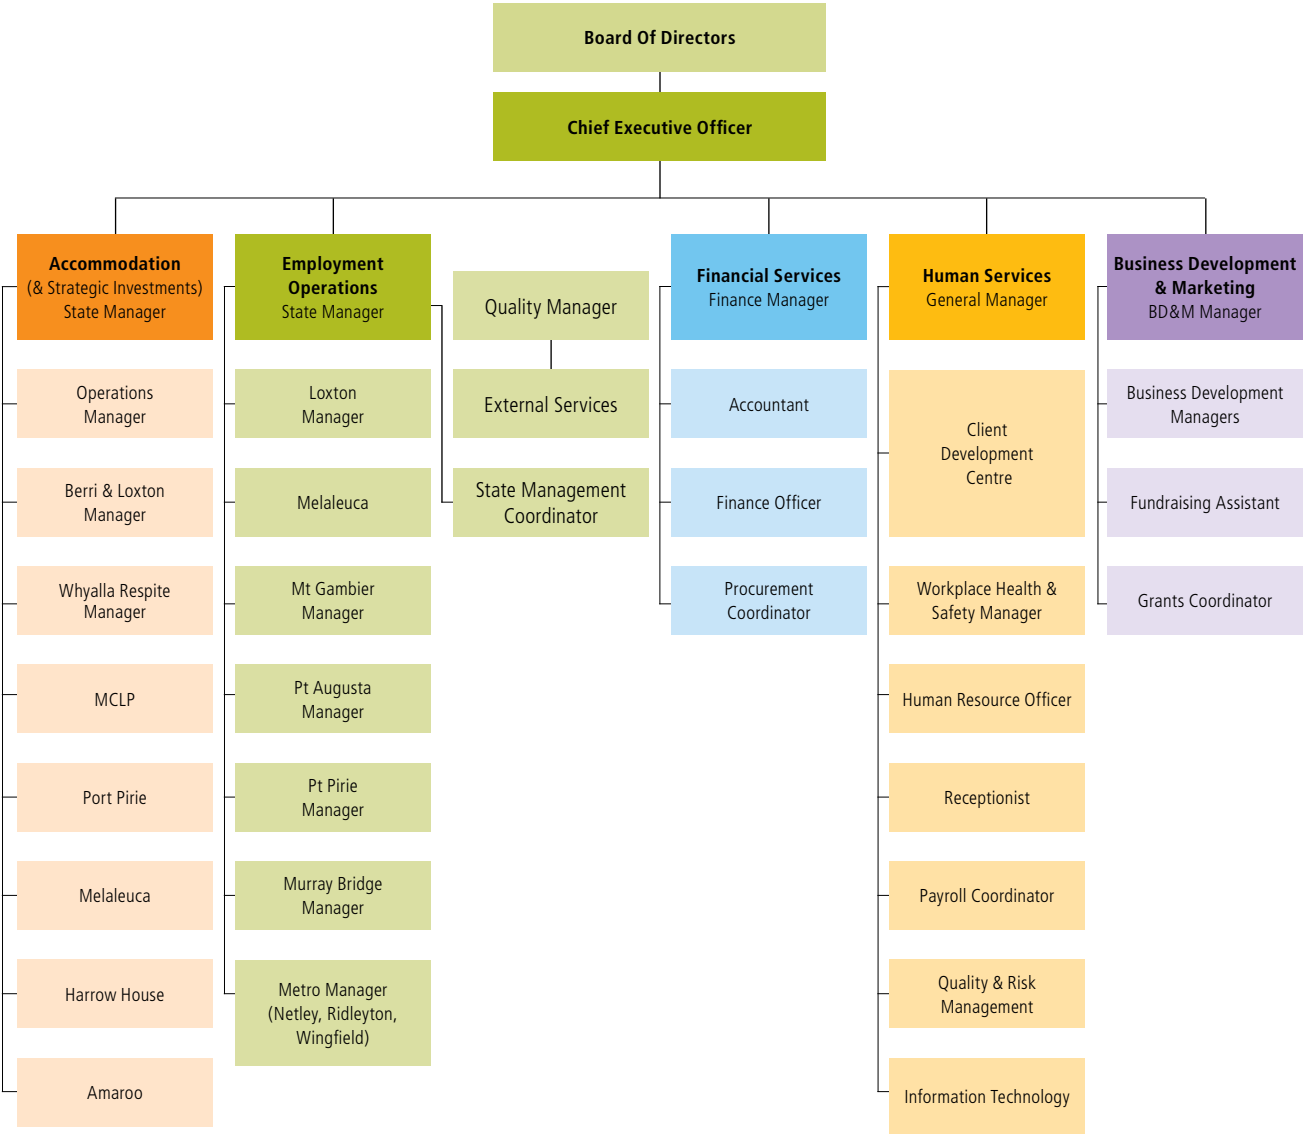 Board Of Directors
Chief Executive Officer
Accommodation
(& Strategic Investments)
State Manager
Operations
Manager
Berri & Loxton
Manager
Whyalla Respite
Manager
MCLP
Port Pirie
Melaleuca
Harrow House
Amaroo
Employment
Operations
State Manager
Loxton
Manager
Melaleuca
Mt Gambier
Manager
Pt Augusta
Manager
Pt Pirie
Manager
Murray Bridge
Manager
Metro Manager
(Netley, Ridleyton,
Wingfield)
Quality Manager
External Services
State Management
Coordinator
Financial Services
Finance Manager
Accountant
Finance Officer
Procurement
Coordinator
Human Services
General Manager
Client
Development
Centre
Workplace Health &
Safety Manager
Human Resource Officer
Receptionist
Payroll Coordinator
Quality & Risk
Management
Information Technology
Business Development
& Marketing
BD&M Manager
Business Development
Managers
Fundraising Assistant
Grants Coordinator